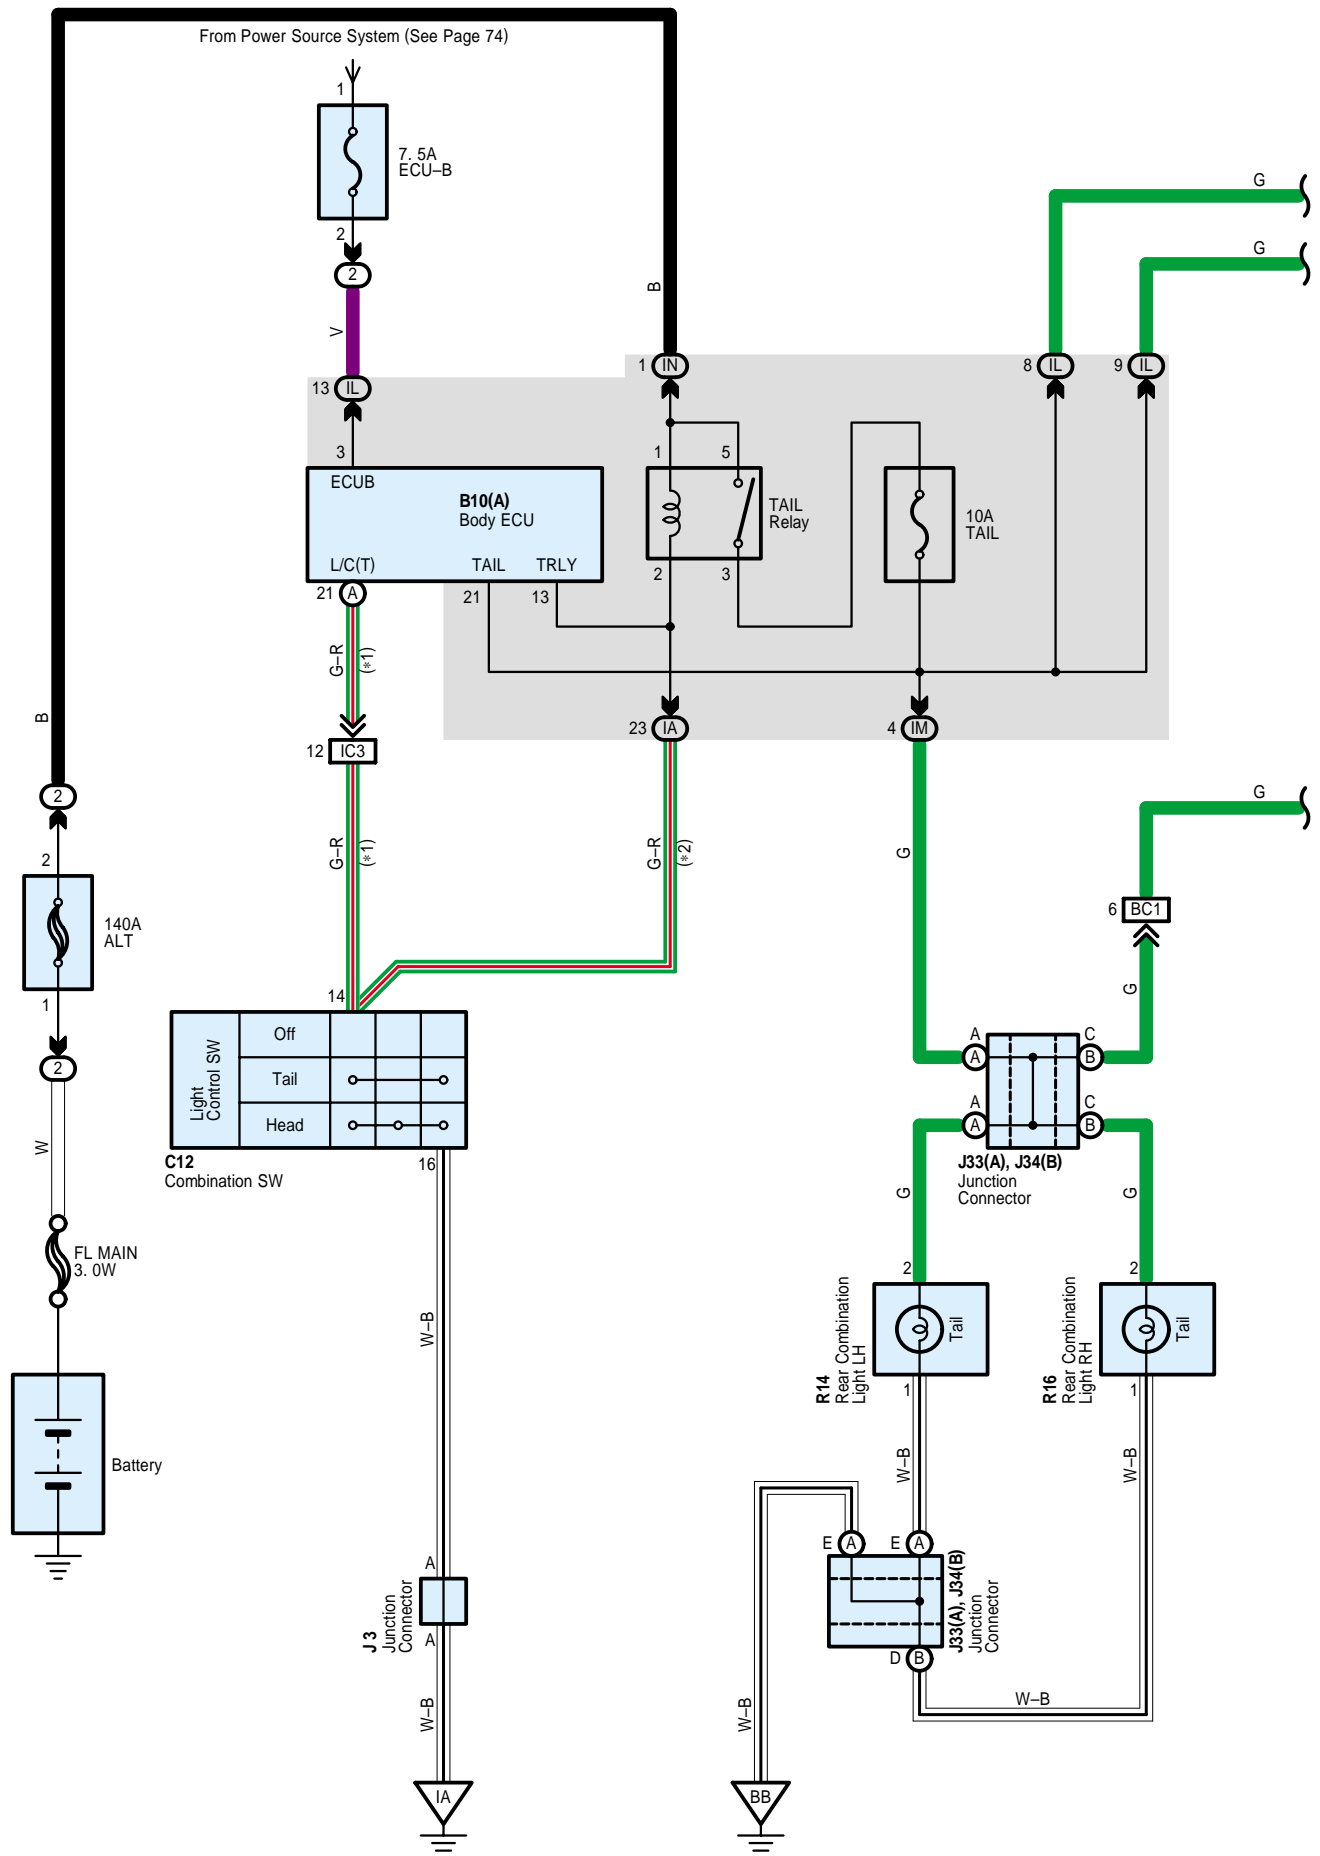 From Power Source System (See Page 74)
1
7. 5A
ECU–B
2
2
V
13
IL
3
ECUB
B10(A)
Body ECU
L/C(T)
TAIL
TRLY
21
A
21
13
G–R
(∗1)
12
IC3
G–R
(∗1)
B
1
IN
1
5
TAIL
Relay
2
3
10A
TAIL
8
IL
9
IL
G
G
23
IA
4
IM
G–R
(∗2)
G
G
6
BC1
G
B
2
2
140A
ALT
1
2
W
FL MAIN
3. 0W
Battery
14
Light
Control SW
Off
Tail
Head
C12
Combination SW
16
W–B
A
J 3
Junction
Connector
A
W–B
IA
A
A
C
B
A
A
C
B
J33(A), J34(B)
Junction
Connector
G
G
2
Tail
R14
Rear Combination
Light LH
1
2
Tail
R16
Rear Combination
Light RH
1
W–B
W–B
E
A
E
A
J33(A), J34(B)
Junction
Connector
D
B
W–B
W–B
BB